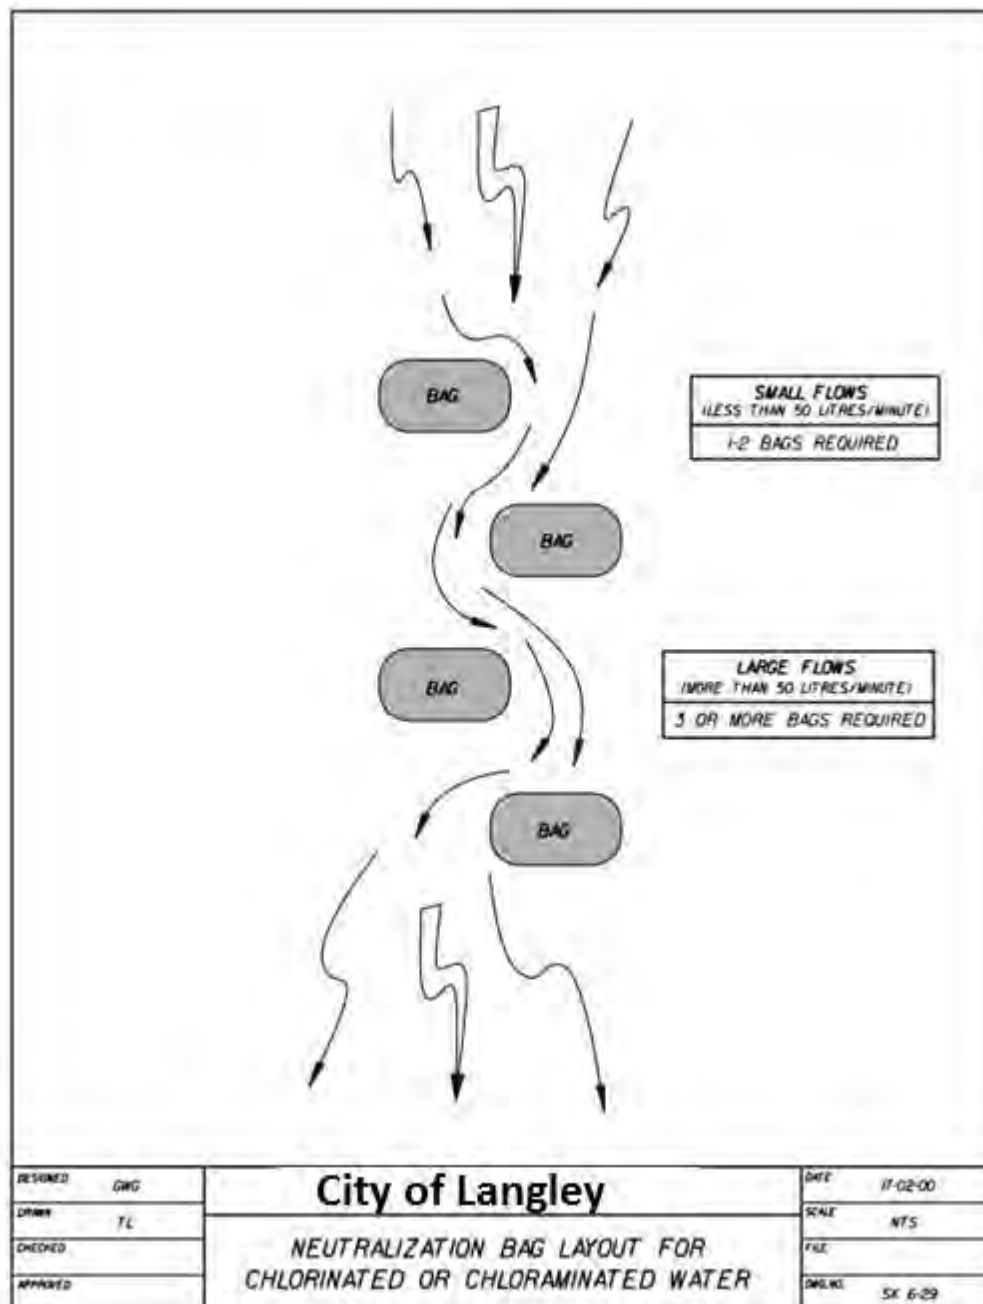 BAG
SMALL FLOWS
(LESS THAN 50 LITRES/MINUTE)
1-2 BAGS REQUIRED
BAG
BAG
LARGE FLOWS
(MORE THAN 50 LITRES/MINUTE)
3 OR MORE BAGS REQUIRED
BAG
DESIGNED GWG
DRAWN TL
CHECKED
APPROVED
City of Langley
NEUTRALIZATION BAG LAYOUT FOR
CHLORINATED OR CHLORAMINATED WATER
DATE 17-02-00
SCALE NTS
FILE
DWG.NO. SK 6-29